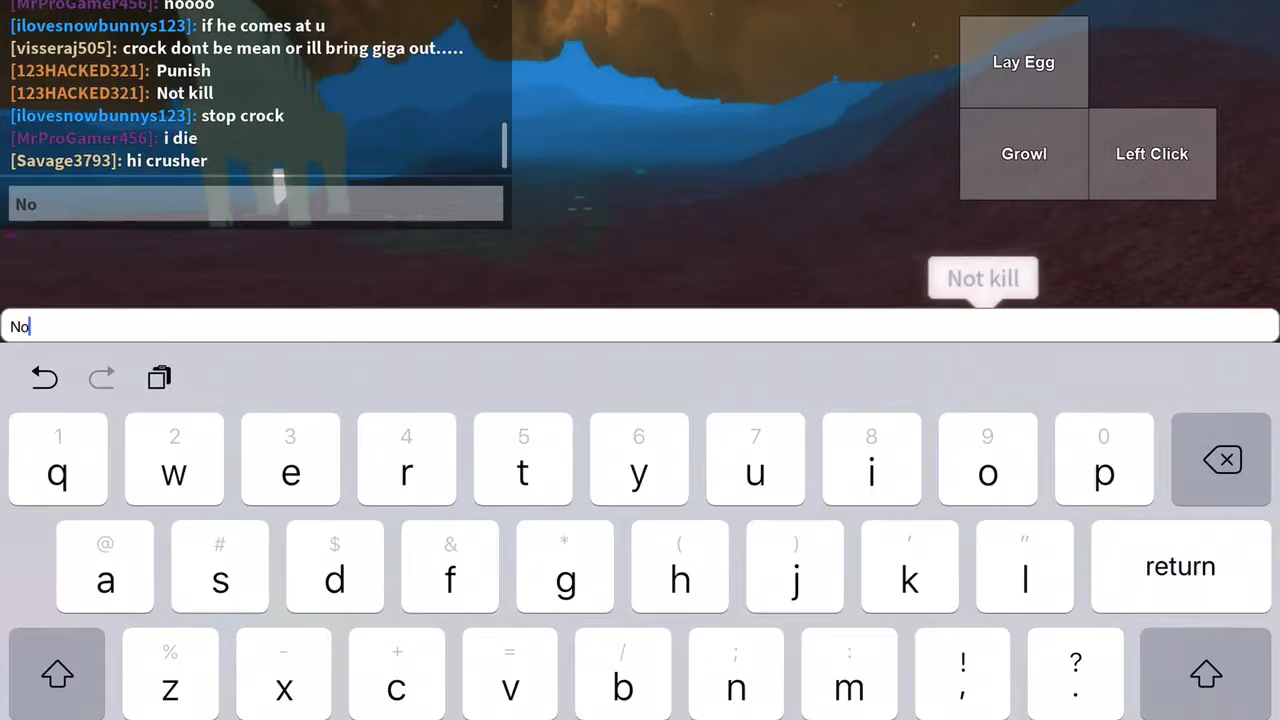 [MrProGamer456]: noooo
[ilovesnowbunnys123]: if he comes at u
[visseraj505]: crock dont be mean or ill bring giga out.....
[123HACKED321]: Punish
[123HACKED321]: Not kill
[ilovesnowbunnys123]: stop crock
[MrProGamer456]: i die
[Savage3793]: hi crusher
No
Lay Egg
Growl
Left Click
Not kill
No
1 2 3 4 5 6 7 8 9 0
q w e r t y u i o p
@ # $ & * ( ) ' "
a s d f g h j k l return
% - + = / ; : ! ?
z x c v b n m , .